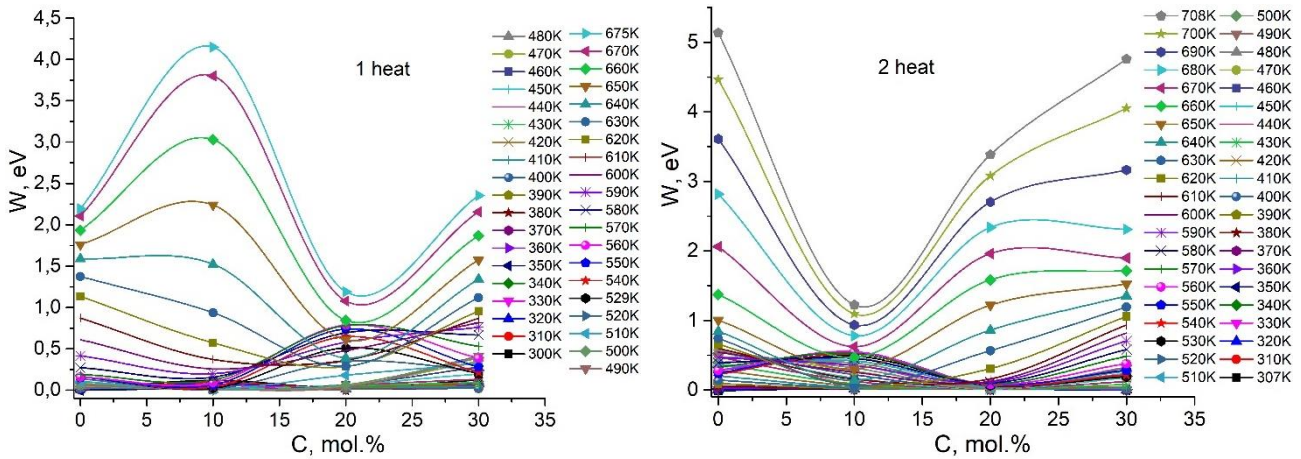 4,5
4,0
3,5
3,0
2,5
2,0
1,5
1,0
0,5
0,0
W, eV
1 heat
0 5 10 15 20 25 30 35
C, mol.%
480K 675K
470K 670K
460K 660K
450K 650K
440K 640K
430K 630K
420K 620K
410K 610K
400K 600K
390K 590K
380K 580K
370K 570K
360K 560K
350K 550K
340K 540K
330K 529K
320K 520K
310K 510K
300K 500K
490K
5
4
3
2
1
0
W, eV
2 heat
0 5 10 15 20 25 30 35
C, mol.%
708K 500K
700K 490K
690K 480K
680K 470K
670K 460K
660K 450K
650K 440K
640K 430K
630K 420K
620K 410K
610K 400K
600K 390K
590K 380K
580K 370K
570K 360K
560K 350K
550K 340K
540K 330K
530K 320K
520K 310K
510K 307K